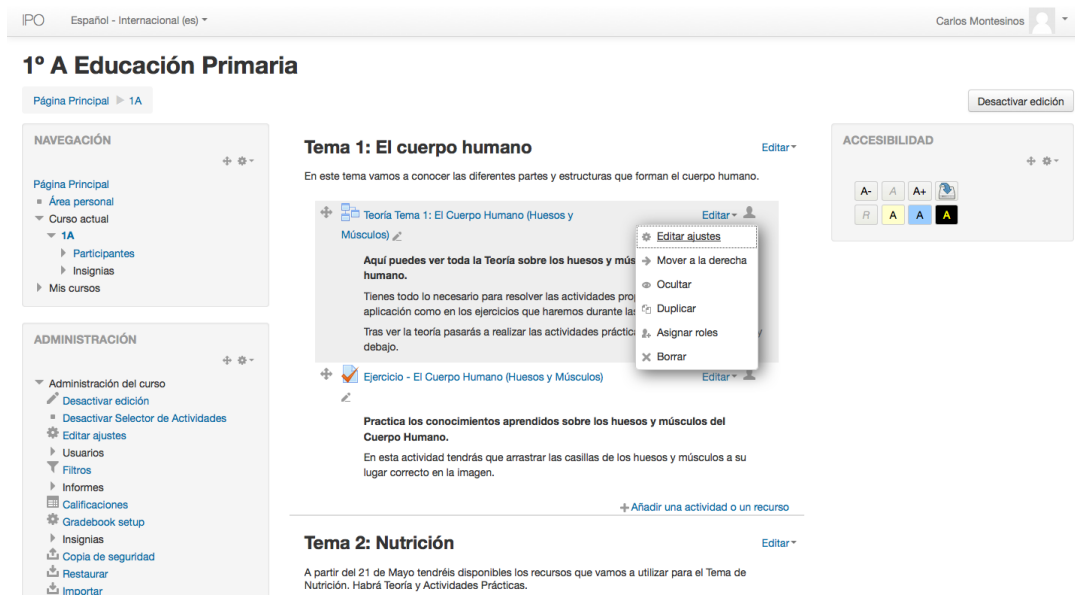 IPO
Español - Internacional (es)
Carlos Montesinos
1º A Educación Primaria
Página Principal
1A
Desactivar edición
NAVEGACIÓN
Página Principal
Área personal
Curso actual
1A
Participantes
Insignias
Mis cursos
ADMINISTRACIÓN
Administración del curso
Desactivar edición
Desactivar Selector de Actividades
Editar ajustes
Usuarios
Filtros
Informes
Calificaciones
Gradebook setup
Insignias
Copia de seguridad
Restaurar
Importar
Tema 1: El cuerpo humano
Editar
En este tema vamos a conocer las diferentes partes y estructuras que forman el cuerpo humano.
Teoría Tema 1: El Cuerpo Humano (Huesos y
Músculos)
Editar
Editar ajustes
Mover a la derecha
Ocultar
Duplicar
Asignar roles
Borrar
Aquí puedes ver toda la Teoría sobre los huesos y mús
humano.
Tienes todo lo necesario para resolver las actividades pro
aplicación como en los ejercicios que haremos durante las
Tras ver la teoría pasarás a realizar las actividades práctic
y
debajo.
Ejercicio - El Cuerpo Humano (Huesos y Músculos)
Editar
Practica los conocimientos aprendidos sobre los huesos y músculos del
Cuerpo Humano.
En esta actividad tendrás que arrastrar las casillas de los huesos y músculos a su
lugar correcto en la imagen.
Añadir una actividad o un recurso
Tema 2: Nutrición
Editar
A partir del 21 de Mayo tendréis disponibles los recursos que vamos a utilizar para el Tema de
Nutrición. Habrá Teoría y Actividades Prácticas.
ACCESIBILIDAD
A- A A+
R A A A